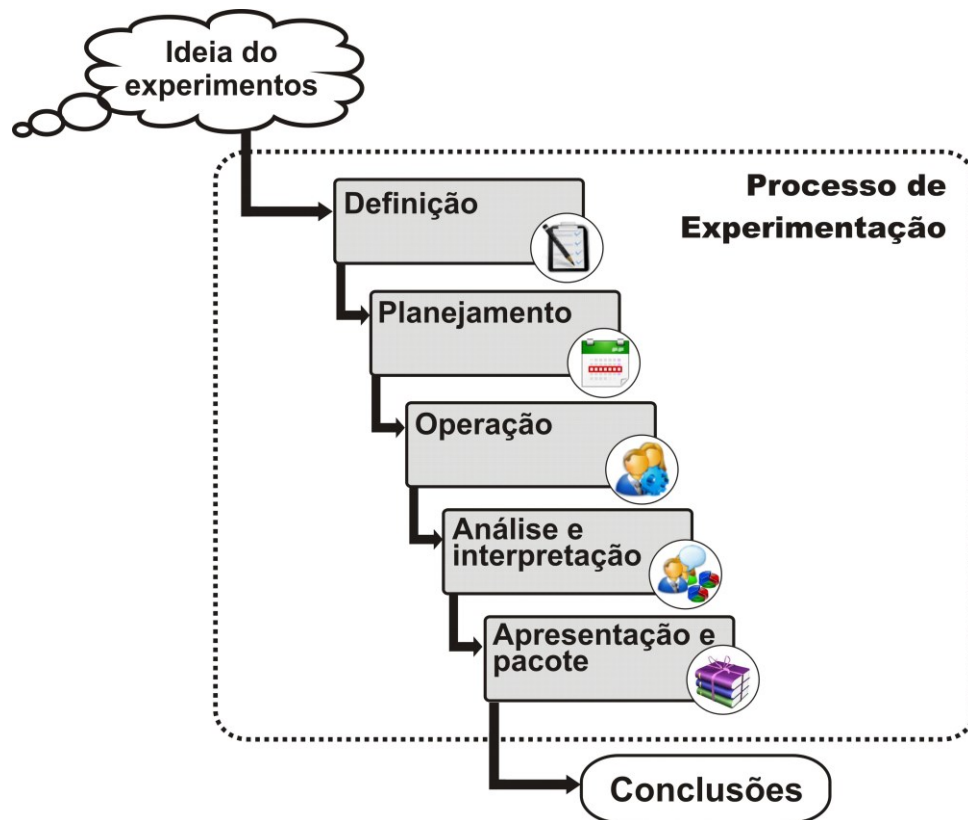 Ideia do
experimentos
Processo de
Experimentação
Definição
Planejamento
Operação
Análise e
interpretação
Apresentação e
pacote
Conclusões